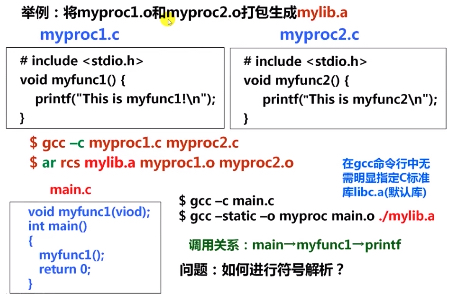 举例：将myproc1.o和myproc2.o打包生成mylib.a
myproc1.c
myproc2.c
# include <stdio.h>
void myfunc1() {
printf("This is myfunc1!\n");
}
# include <stdio.h>
void myfunc2() {
printf("This is myfunc2\n");
}
$ gcc –c myproc1.c myproc2.c
$ ar rcs mylib.a myproc1.o myproc2.o
在gcc命令行中无
需明显指定C标准
库libc.a(默认库)
main.c
void myfunc1(viod);
int main()
{
myfunc1();
return 0;
}
$ gcc –c main.c
$ gcc –static –o myproc main.o ./mylib.a
调用关系：main→myfunc1→printf
问题：如何进行符号解析？